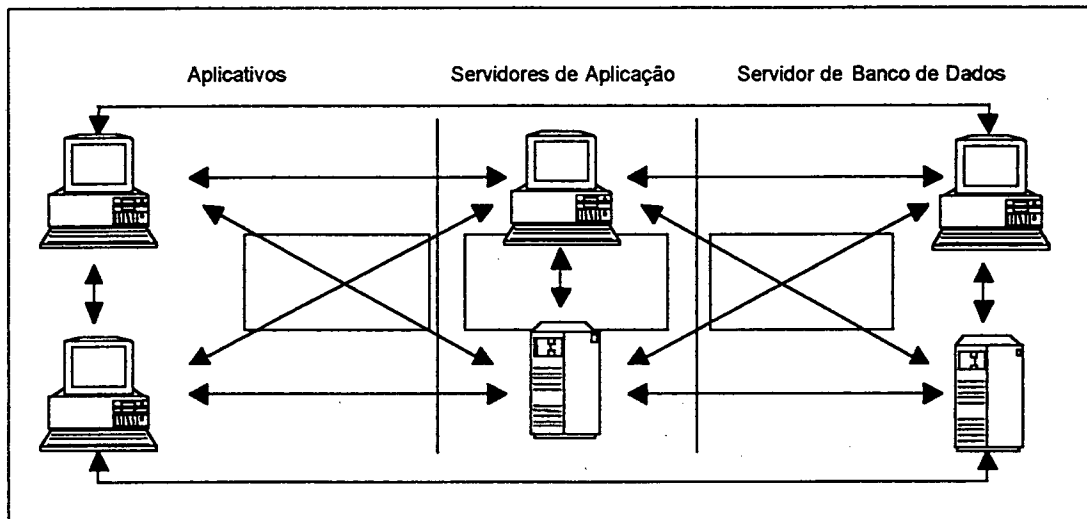 Aplicativos
Servidores de Aplicação
Servidor de Banco de Dados